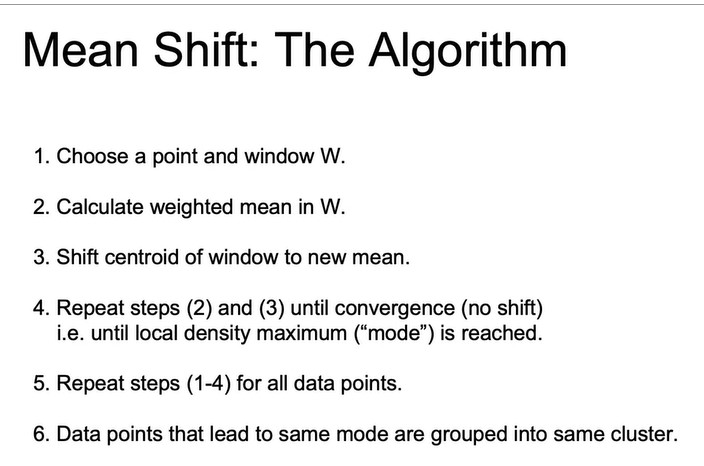 Mean Shift: The Algorithm
1. Choose a point and window W.
2. Calculate weighted mean in W.
3. Shift centroid of window to new mean.
4. Repeat steps (2) and (3) until convergence (no shift)
i.e. until local density maximum (“mode”) is reached.
5. Repeat steps (1-4) for all data points.
6. Data points that lead to same mode are grouped into same cluster.